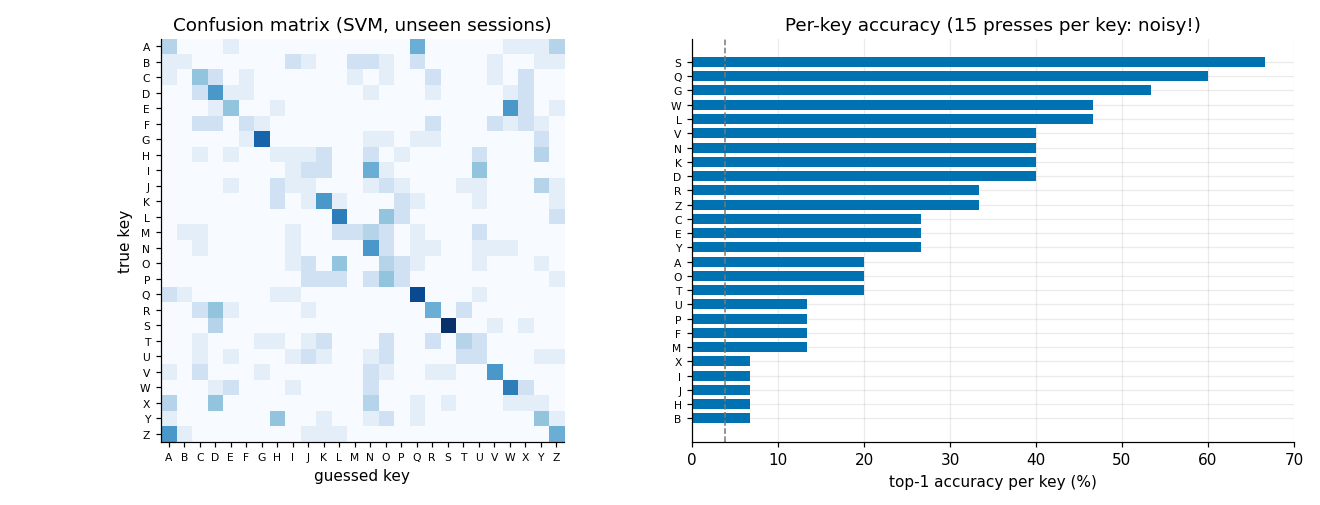 Confusion matrix (SVM, unseen sessions)
A
B
C
D
E
F
G
H
I
J
K
L
M
N
O
P
Q
R
S
T
U
V
W
X
Y
Z
true key
A B C D E F G H I J K L M N O P Q R S T U V W X Y Z
guessed key
Per-key accuracy (15 presses per key: noisy!)
S
Q
G
W
L
V
N
K
D
R
Z
C
E
Y
A
O
T
U
P
F
M
X
I
J
H
B
0 10 20 30 40 50 60 70
top-1 accuracy per key (%)